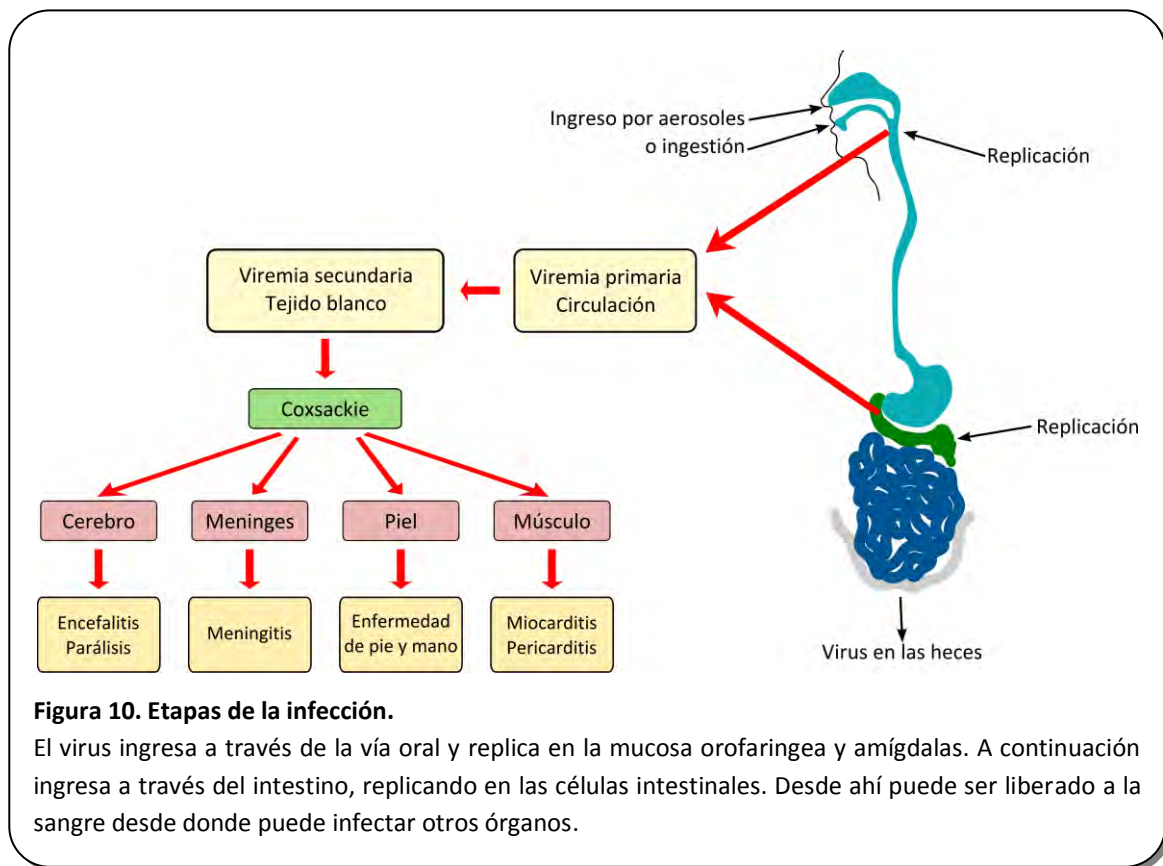 Ingreso por aerosoles
o ingestión
Replicación
Viremia secundaria
Tejido blanco
Viremia primaria
Circulación
Coxsackie
Replicación
Cerebro
Meninges
Piel
Músculo
Encefalitis
Parálisis
Meningitis
Enfermedad
de pie y mano
Miocarditis
Pericarditis
Virus en las heces
Figura 10. Etapas de la infección.
El virus ingresa a través de la vía oral y replica en la mucosa orofaringea y amígdalas. A continuación
ingresa a través del intestino, replicando en las células intestinales. Desde ahí puede ser liberado a la
sangre desde donde puede infectar otros órganos.